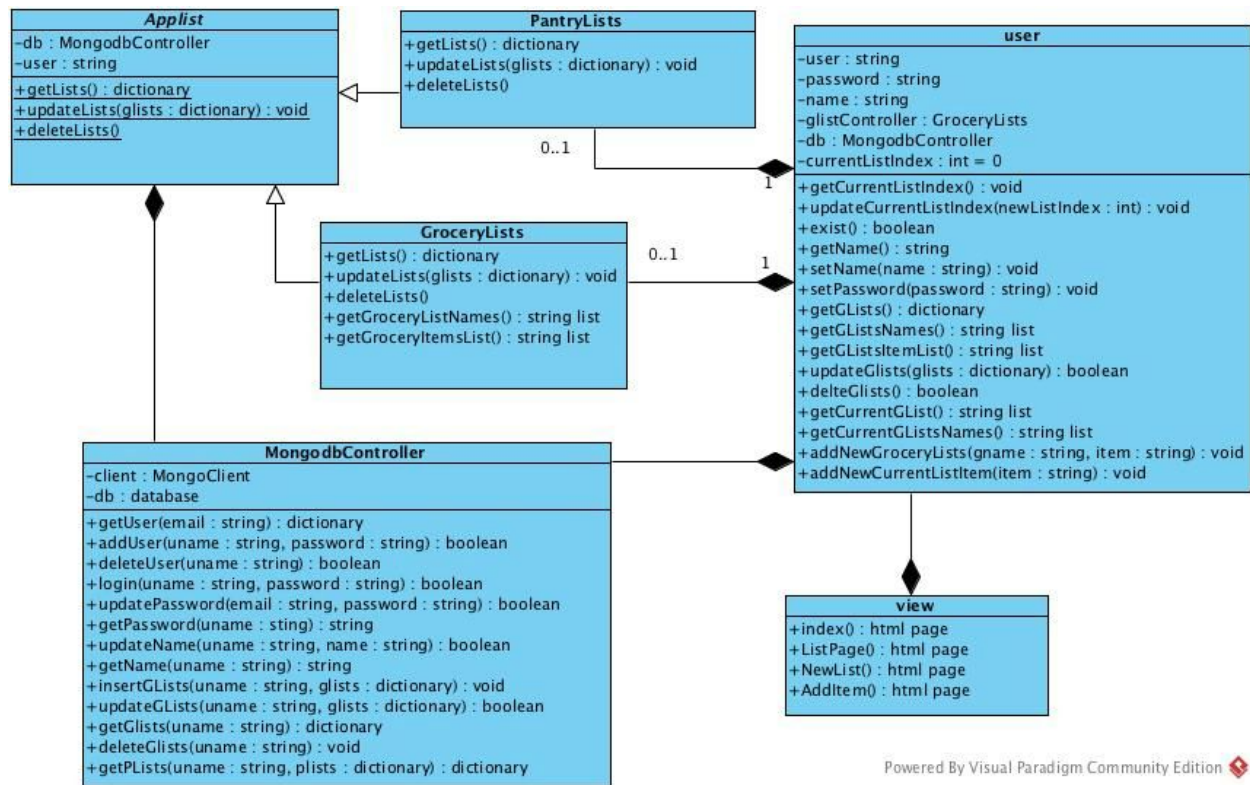 Applist
-db : MongodbController
-user : string
+getLists() : dictionary
+updateLists(glists : dictionary) : void
+deleteLists()
PantryLists
+getLists() : dictionary
+updateLists(glists : dictionary) : void
+deleteLists()
0..1
1
user
-user : string
-password : string
-name : string
-glistController : GroceryLists
-db : MongodbController
-currentListIndex : int = 0
+getCurrentListIndex() : void
+updateCurrentListIndex(newListIndex : int) : void
+exist() : boolean
+getName() : string
+setName(name : string) : void
+setPassword(password : string) : void
+getGLists() : dictionary
+getGListsNames() : string list
+getGListsItemList() : string list
+updateGlists(glists : dictionary) : boolean
+delteGlists() : boolean
+getCurrentGList() : string list
+getCurrentGListsNames() : string list
+addNewGroceryLists(gname : string, item : string) : void
+addNewCurrentListItem(item : string) : void
GroceryLists
+getLists() : dictionary
+updateLists(glists : dictionary) : void
+deleteLists()
+getGroceryListNames() : string list
+getGroceryItemsList() : string list
0..1
1
MongodbController
-client : MongoClient
-db : database
+getUser(email : string) : dictionary
+addUser(uname : string, password : string) : boolean
+deleteUser(uname : string) : boolean
+login(uname : string, password : string) : boolean
+updatePassword(email : string, password : string) : boolean
+getPassword(uname : sting) : string
+updateName(uname : string, name : string) : boolean
+getName(uname : string) : string
+insertGLists(uname : string, glists : dictionary) : void
+updateGLists(uname : string, glists : dictionary) : boolean
+getGlists(uname : string) : dictionary
+deleteGlists(uname : string) : void
+getPLists(uname : string, plists : dictionary) : dictionary
view
+index() : html page
+ListPage() : html page
+NewList() : html page
+AddItem() : html page
Powered By Visual Paradigm Community Edition